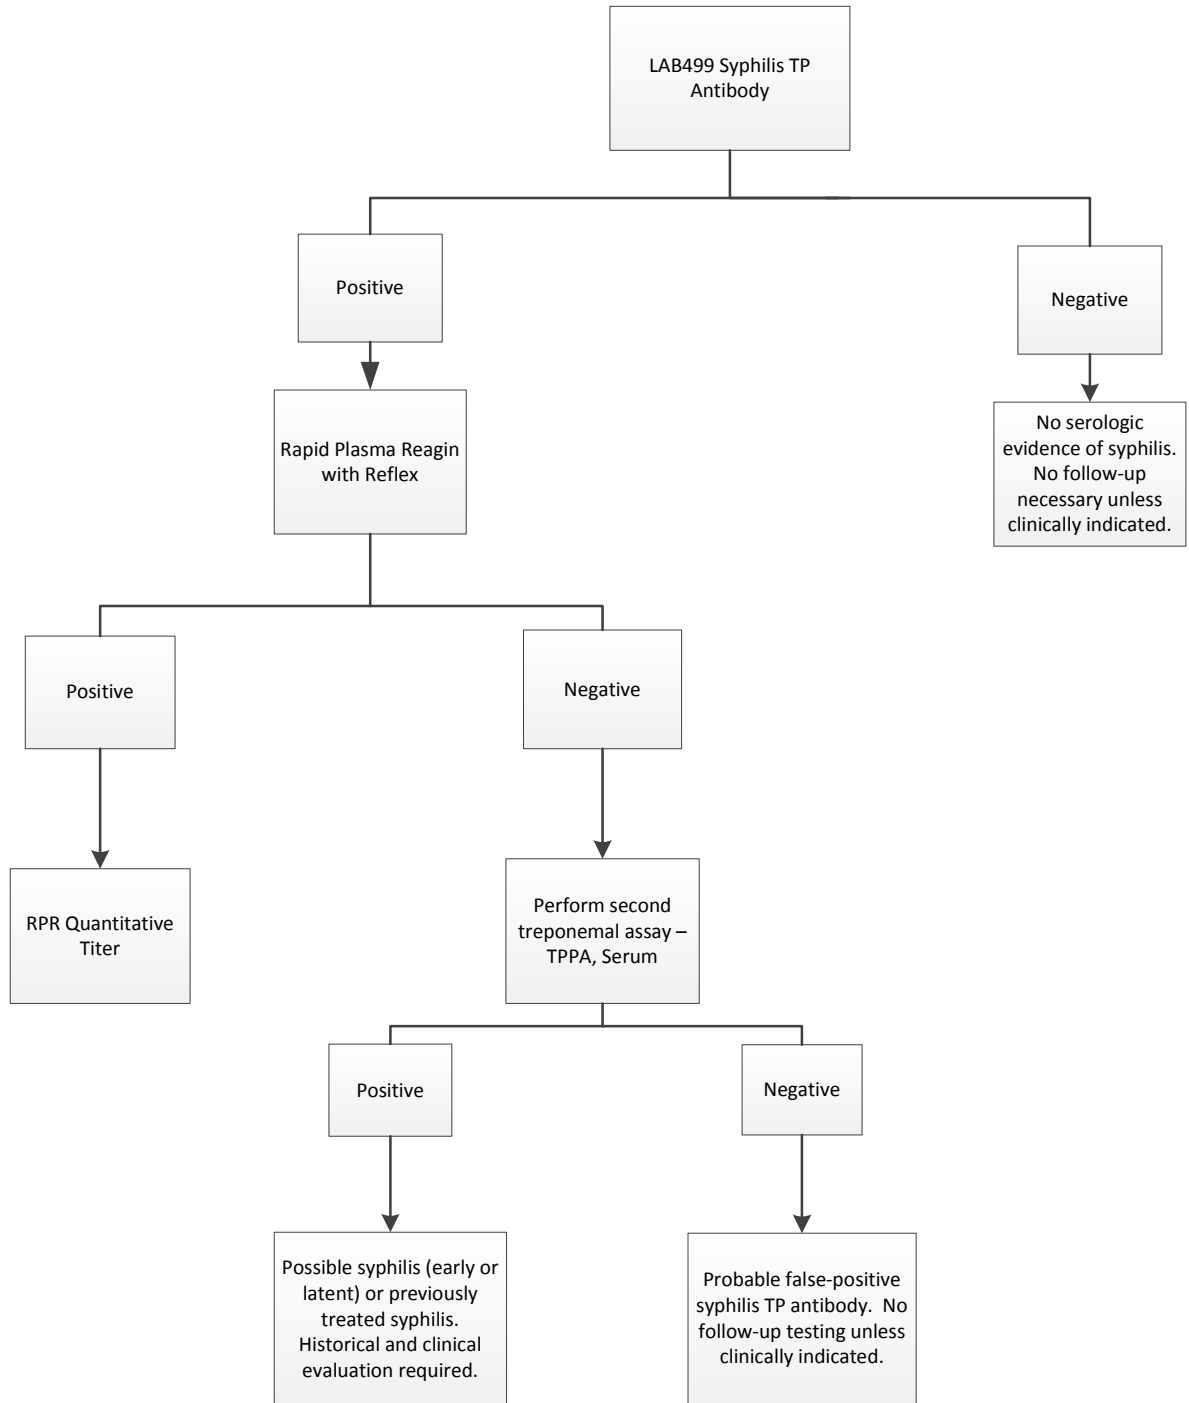 LAB499 Syphilis TP
Antibody
Positive
Negative
Rapid Plasma Reagin
with Reflex
No serologic
evidence of syphilis.
No follow-up
necessary unless
clinically indicated.
Positive
Negative
RPR Quantitative
Titer
Perform second
treponemal assay –
TPPA, Serum
Positive
Negative
Possible syphilis (early or
latent) or previously
treated syphilis.
Historical and clinical
evaluation required.
Probable false-positive
syphilis TP antibody.  No
follow-up testing unless
clinically indicated.